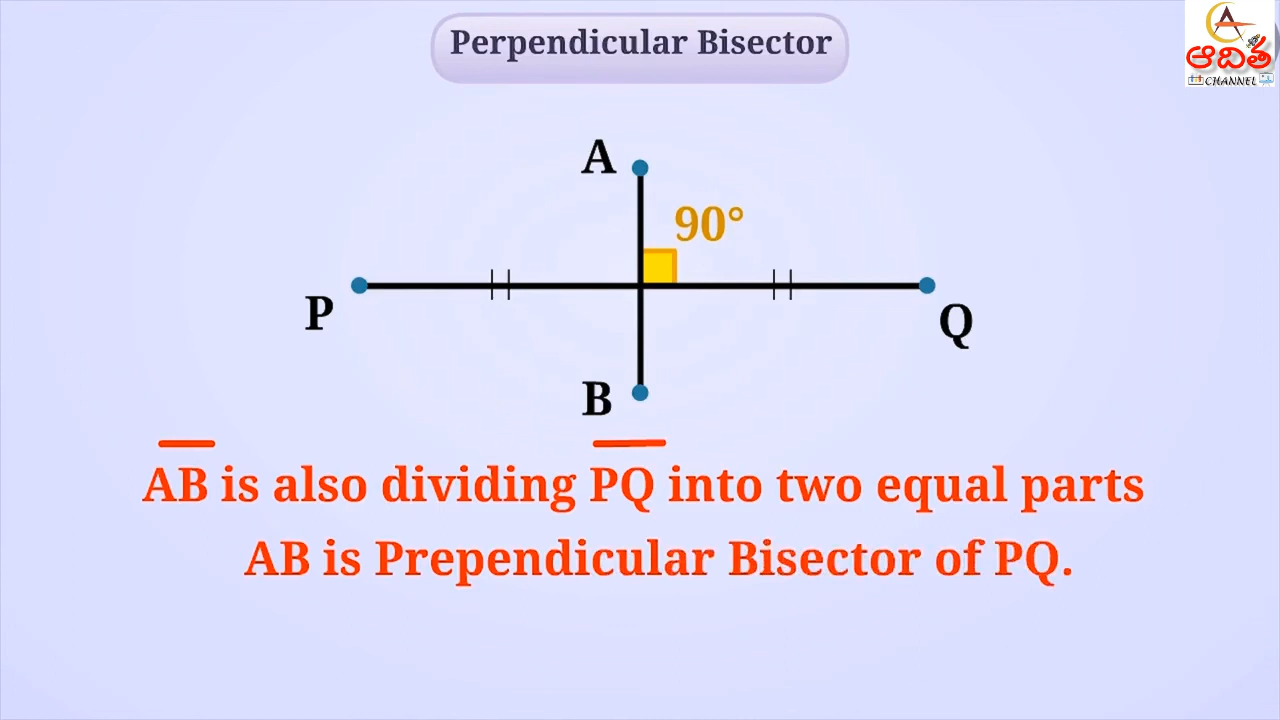 Perpendicular Bisector
ఆదిత్య
CHANNEL
A
90°
P
Q
B
AB is also dividing PQ into two equal parts
AB is Prependicular Bisector of PQ.